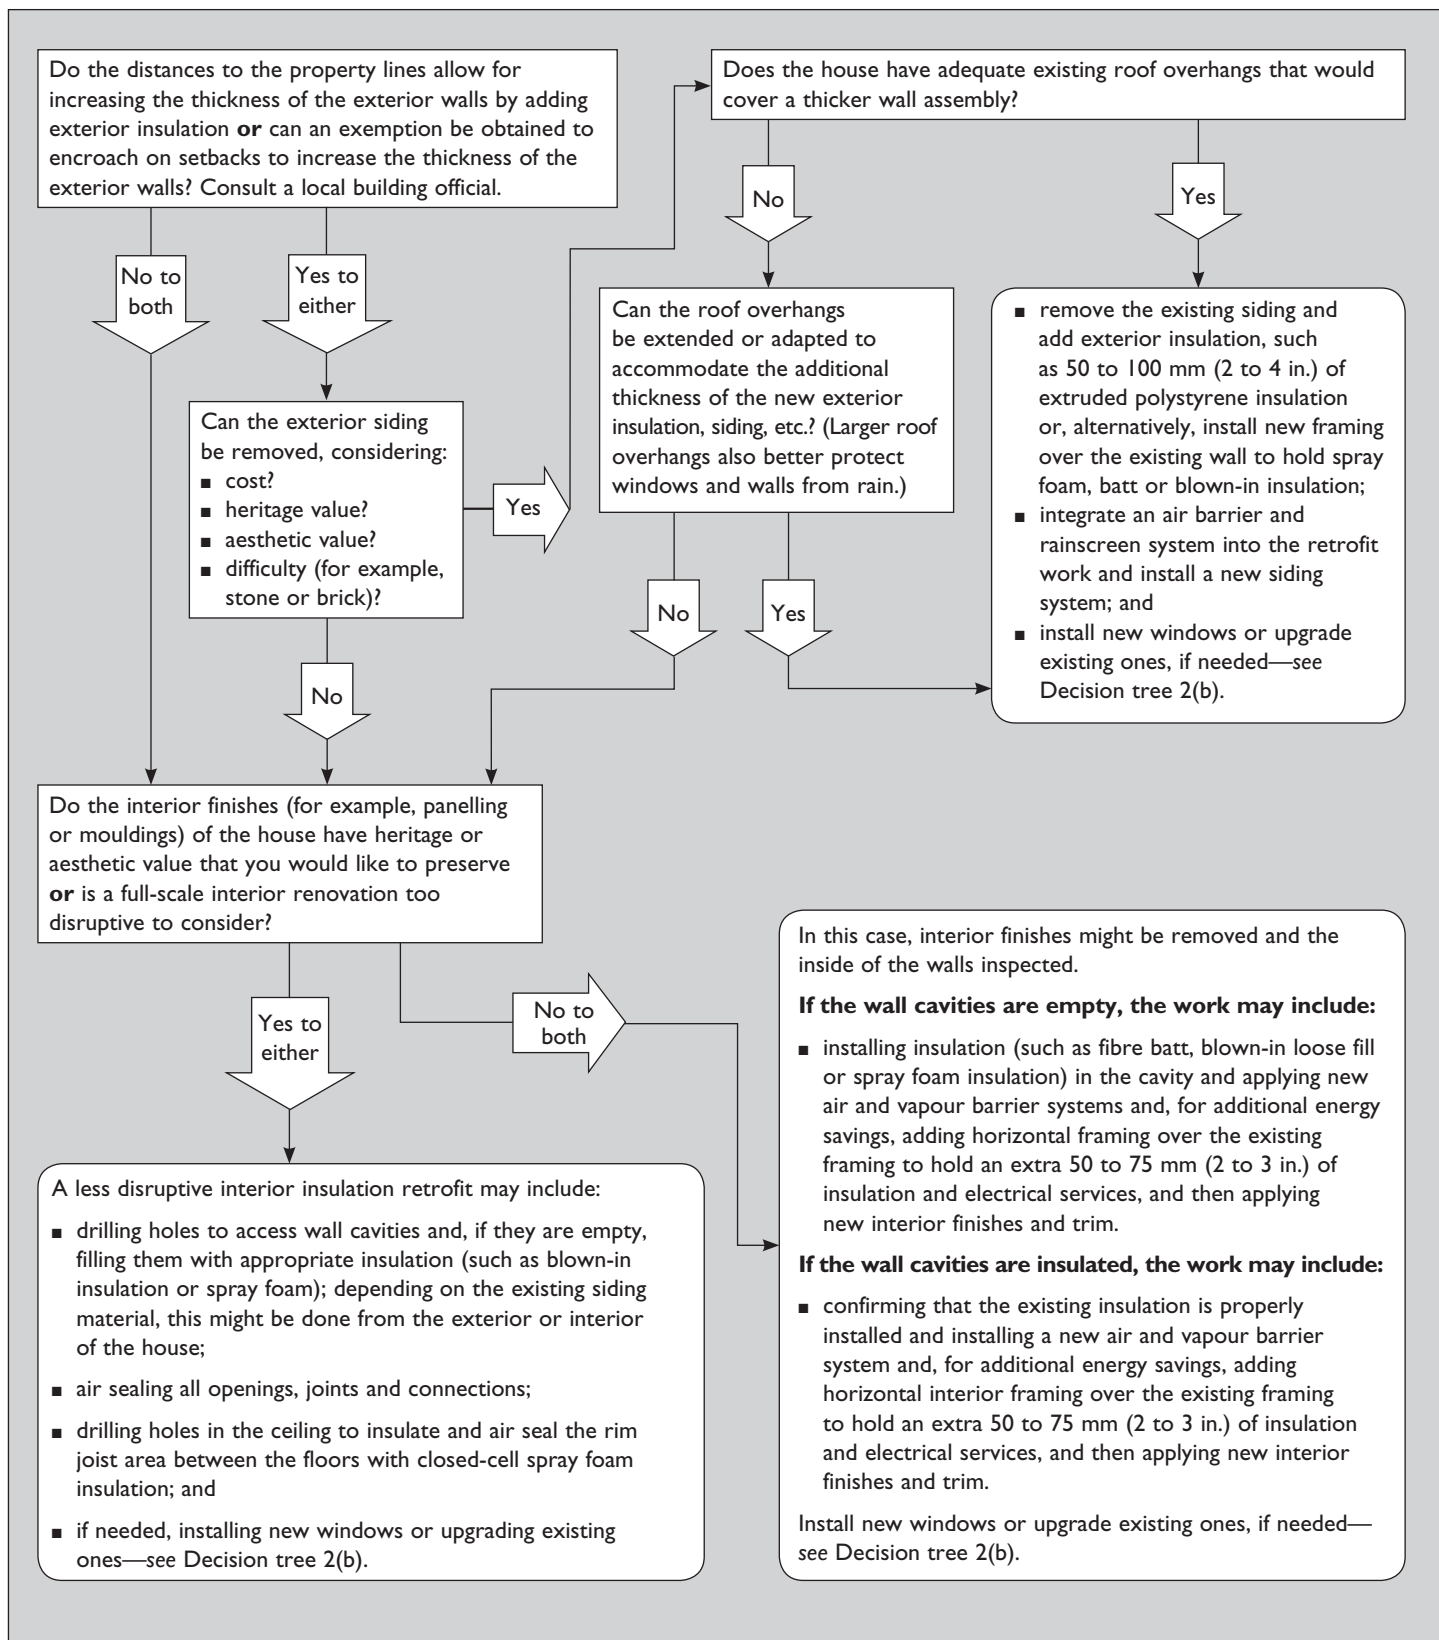 Do the distances to the property lines allow for
increasing the thickness of the exterior walls by adding
exterior insulation or can an exemption be obtained to
encroach on setbacks to increase the thickness of the
exterior walls? Consult a local building official.
No to
both
Yes to
either
Can the exterior siding
be removed, considering:
■ cost?
■ heritage value?
■ aesthetic value?
■ difficulty (for example,
stone or brick)?
Yes
No
Does the house have adequate existing roof overhangs that would
cover a thicker wall assembly?
No
Yes
Can the roof overhangs
be extended or adapted to
accommodate the additional
thickness of the new exterior
insulation, siding, etc.? (Larger roof
overhangs also better protect
windows and walls from rain.)
No
Yes
■ remove the existing siding and
add exterior insulation, such
as 50 to 100 mm (2 to 4 in.) of
extruded polystyrene insulation
or, alternatively, install new framing
over the existing wall to hold spray
foam, batt or blown-in insulation;
■ integrate an air barrier and
rainscreen system into the retrofit
work and install a new siding
system; and
■ install new windows or upgrade
existing ones, if needed—see
Decision tree 2(b).
Do the interior finishes (for example, panelling
or mouldings) of the house have heritage or
aesthetic value that you would like to preserve
or is a full-scale interior renovation too
disruptive to consider?
Yes to
either
No to
both
A less disruptive interior insulation retrofit may include:
■ drilling holes to access wall cavities and, if they are empty,
filling them with appropriate insulation (such as blown-in
insulation or spray foam); depending on the existing siding
material, this might be done from the exterior or interior
of the house;
■ air sealing all openings, joints and connections;
■ drilling holes in the ceiling to insulate and air seal the rim
joist area between the floors with closed-cell spray foam
insulation; and
■ if needed, installing new windows or upgrading existing
ones—see Decision tree 2(b).
In this case, interior finishes might be removed and the
inside of the walls inspected.
If the wall cavities are empty, the work may include:
■ installing insulation (such as fibre batt, blown-in loose fill
or spray foam insulation) in the cavity and applying new
air and vapour barrier systems and, for additional energy
savings, adding horizontal framing over the existing
framing to hold an extra 50 to 75 mm (2 to 3 in.) of
insulation and electrical services, and then applying
new interior finishes and trim.
If the wall cavities are insulated, the work may include:
■ confirming that the existing insulation is properly
installed and installing a new air and vapour barrier
system and, for additional energy savings, adding
horizontal interior framing over the existing framing
to hold an extra 50 to 75 mm (2 to 3 in.) of insulation
and electrical services, and then applying new interior
finishes and trim.
Install new windows or upgrade existing ones, if needed—
see Decision tree 2(b).